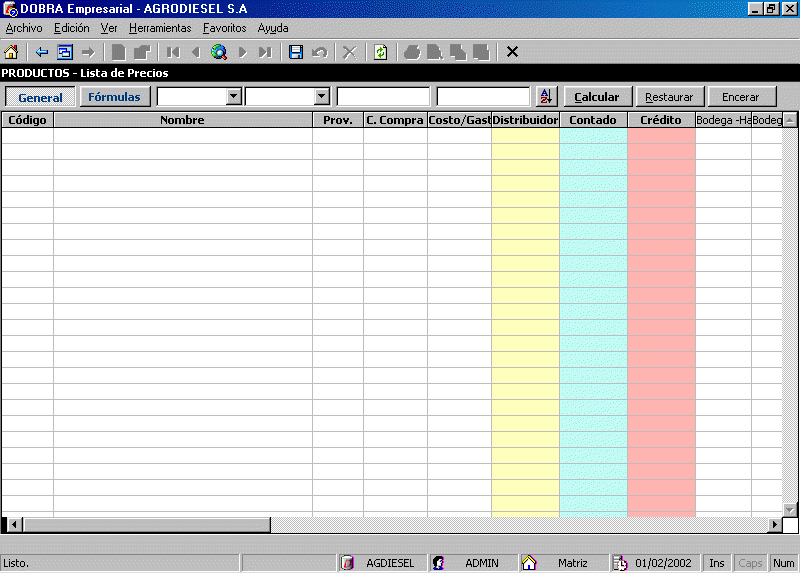 DOBRA Empresarial - AGRODIESEL S.A
Archivo Edición Ver Herramientas Favoritos Ayuda
PRODUCTOS - Lista de Precios
General Fórmulas Calcular Restaurar Encerar
Código Nombre Prov. C. Compra Costo/Gast Distribuidor Contado Crédito Bodega -Ha Bodeg
Listo. AGDIESEL ADMIN Matriz 01/02/2002 Ins Caps Num